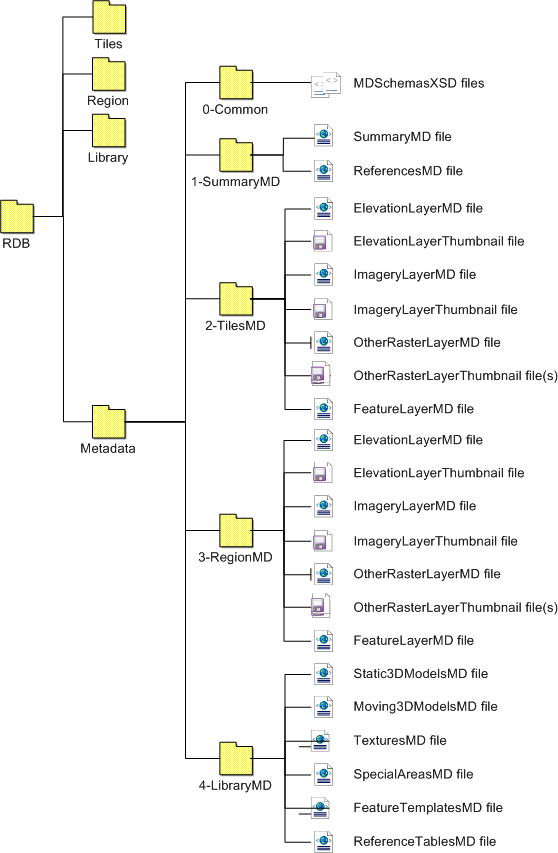 Tiles
Region
Library
RDB
Metadata
0-Common
MDSchemasXSD files
1-SummaryMD
SummaryMD file
ReferencesMD file
2-TilesMD
ElevationLayerMD file
ElevationLayerThumbnail file
ImageryLayerMD file
ImageryLayerThumbnail file
OtherRasterLayerMD file
OtherRasterLayerThumbnail file(s)
FeatureLayerMD file
3-RegionMD
ElevationLayerMD file
ElevationLayerThumbnail file
ImageryLayerMD file
ImageryLayerThumbnail file
OtherRasterLayerMD file
OtherRasterLayerThumbnail file(s)
FeatureLayerMD file
4-LibraryMD
Static3DModelsMD file
Moving3DModelsMD file
TexturesMD file
SpecialAreasMD file
FeatureTemplatesMD file
ReferenceTablesMD file